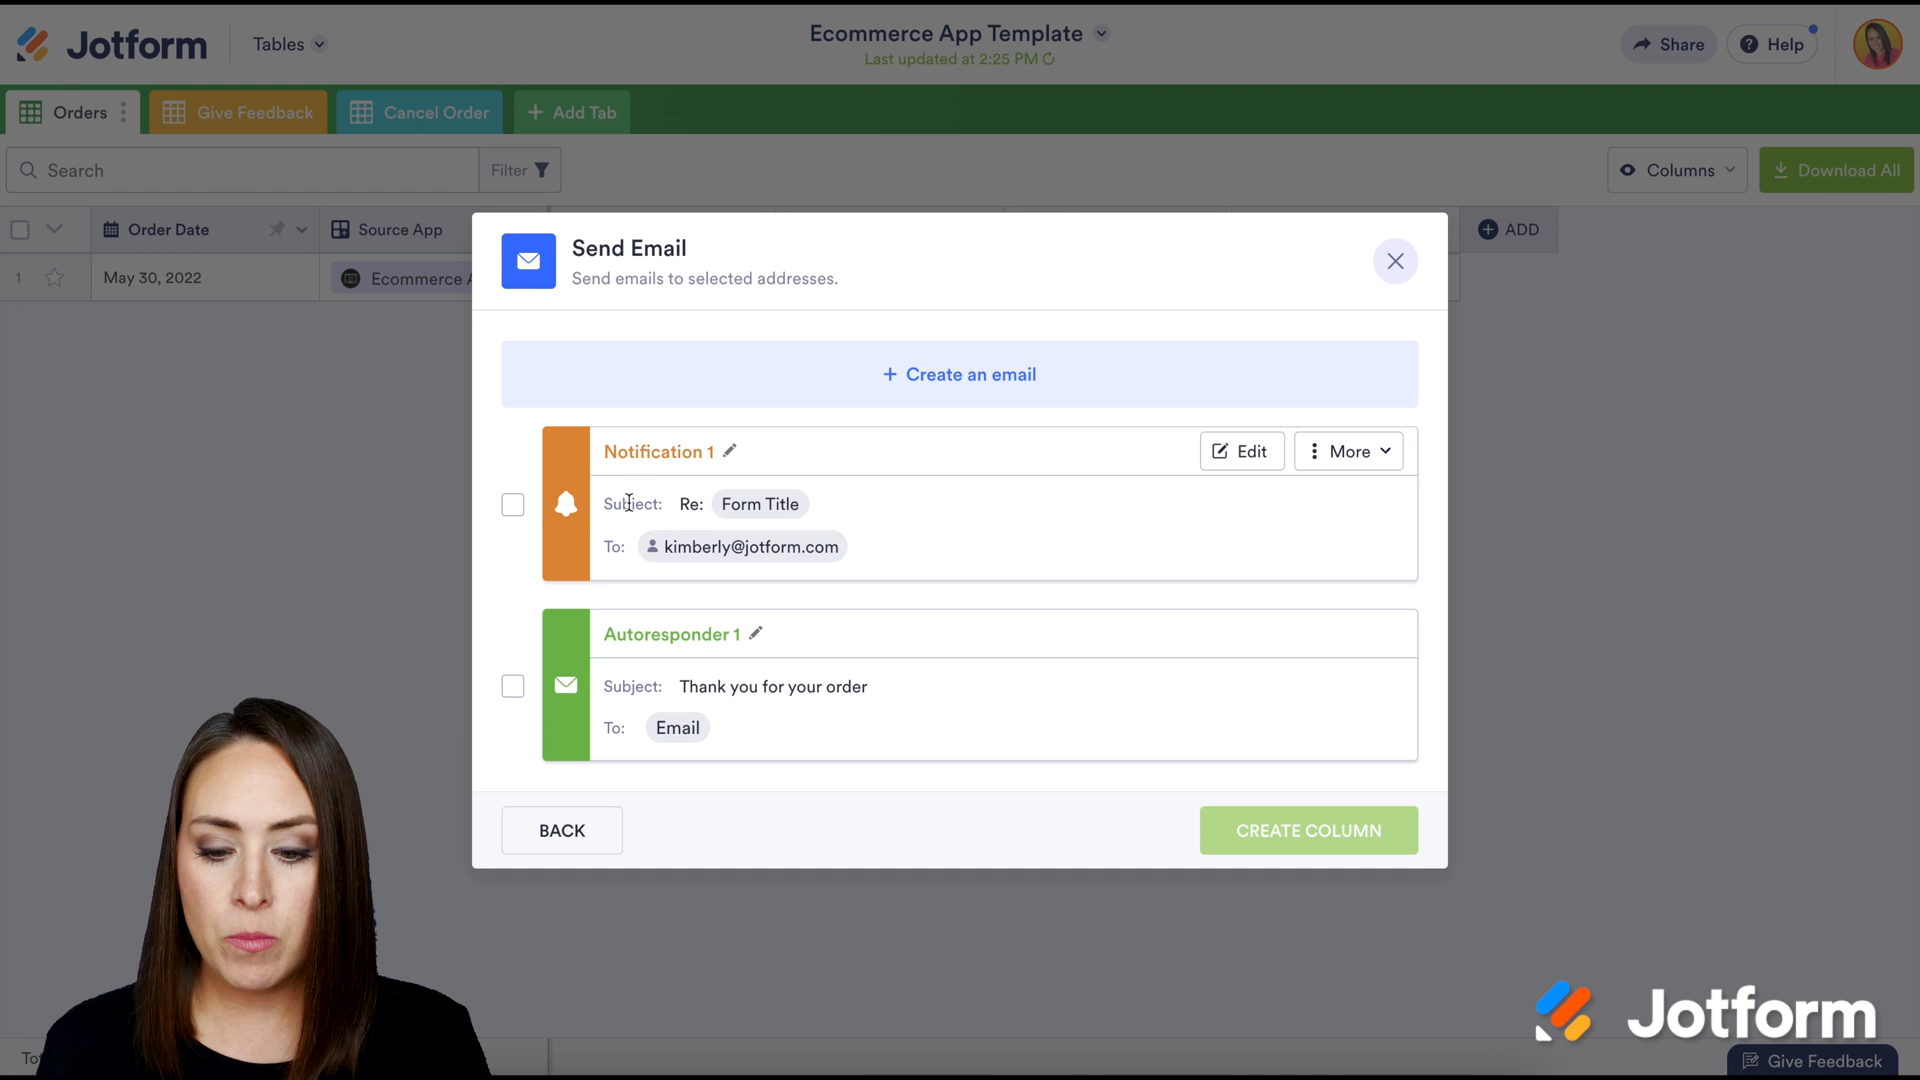 Jotform
Tables
Ecommerce App Template
Last updated at 2:25 PM
Share
Help
Orders
Give Feedback
Cancel Order
+ Add Tab
Search
Filter
Columns
Download All
Order Date
Source App
ADD
1
May 30, 2022
Ecommerce A
Send Email
Send emails to selected addresses.
+ Create an email
Notification 1
Edit
More
Subject: Re: Form Title
To: kimberly@jotform.com
Autoresponder 1
Subject: Thank you for your order
To: Email
BACK
CREATE COLUMN
Jotform
To
Give Feedback